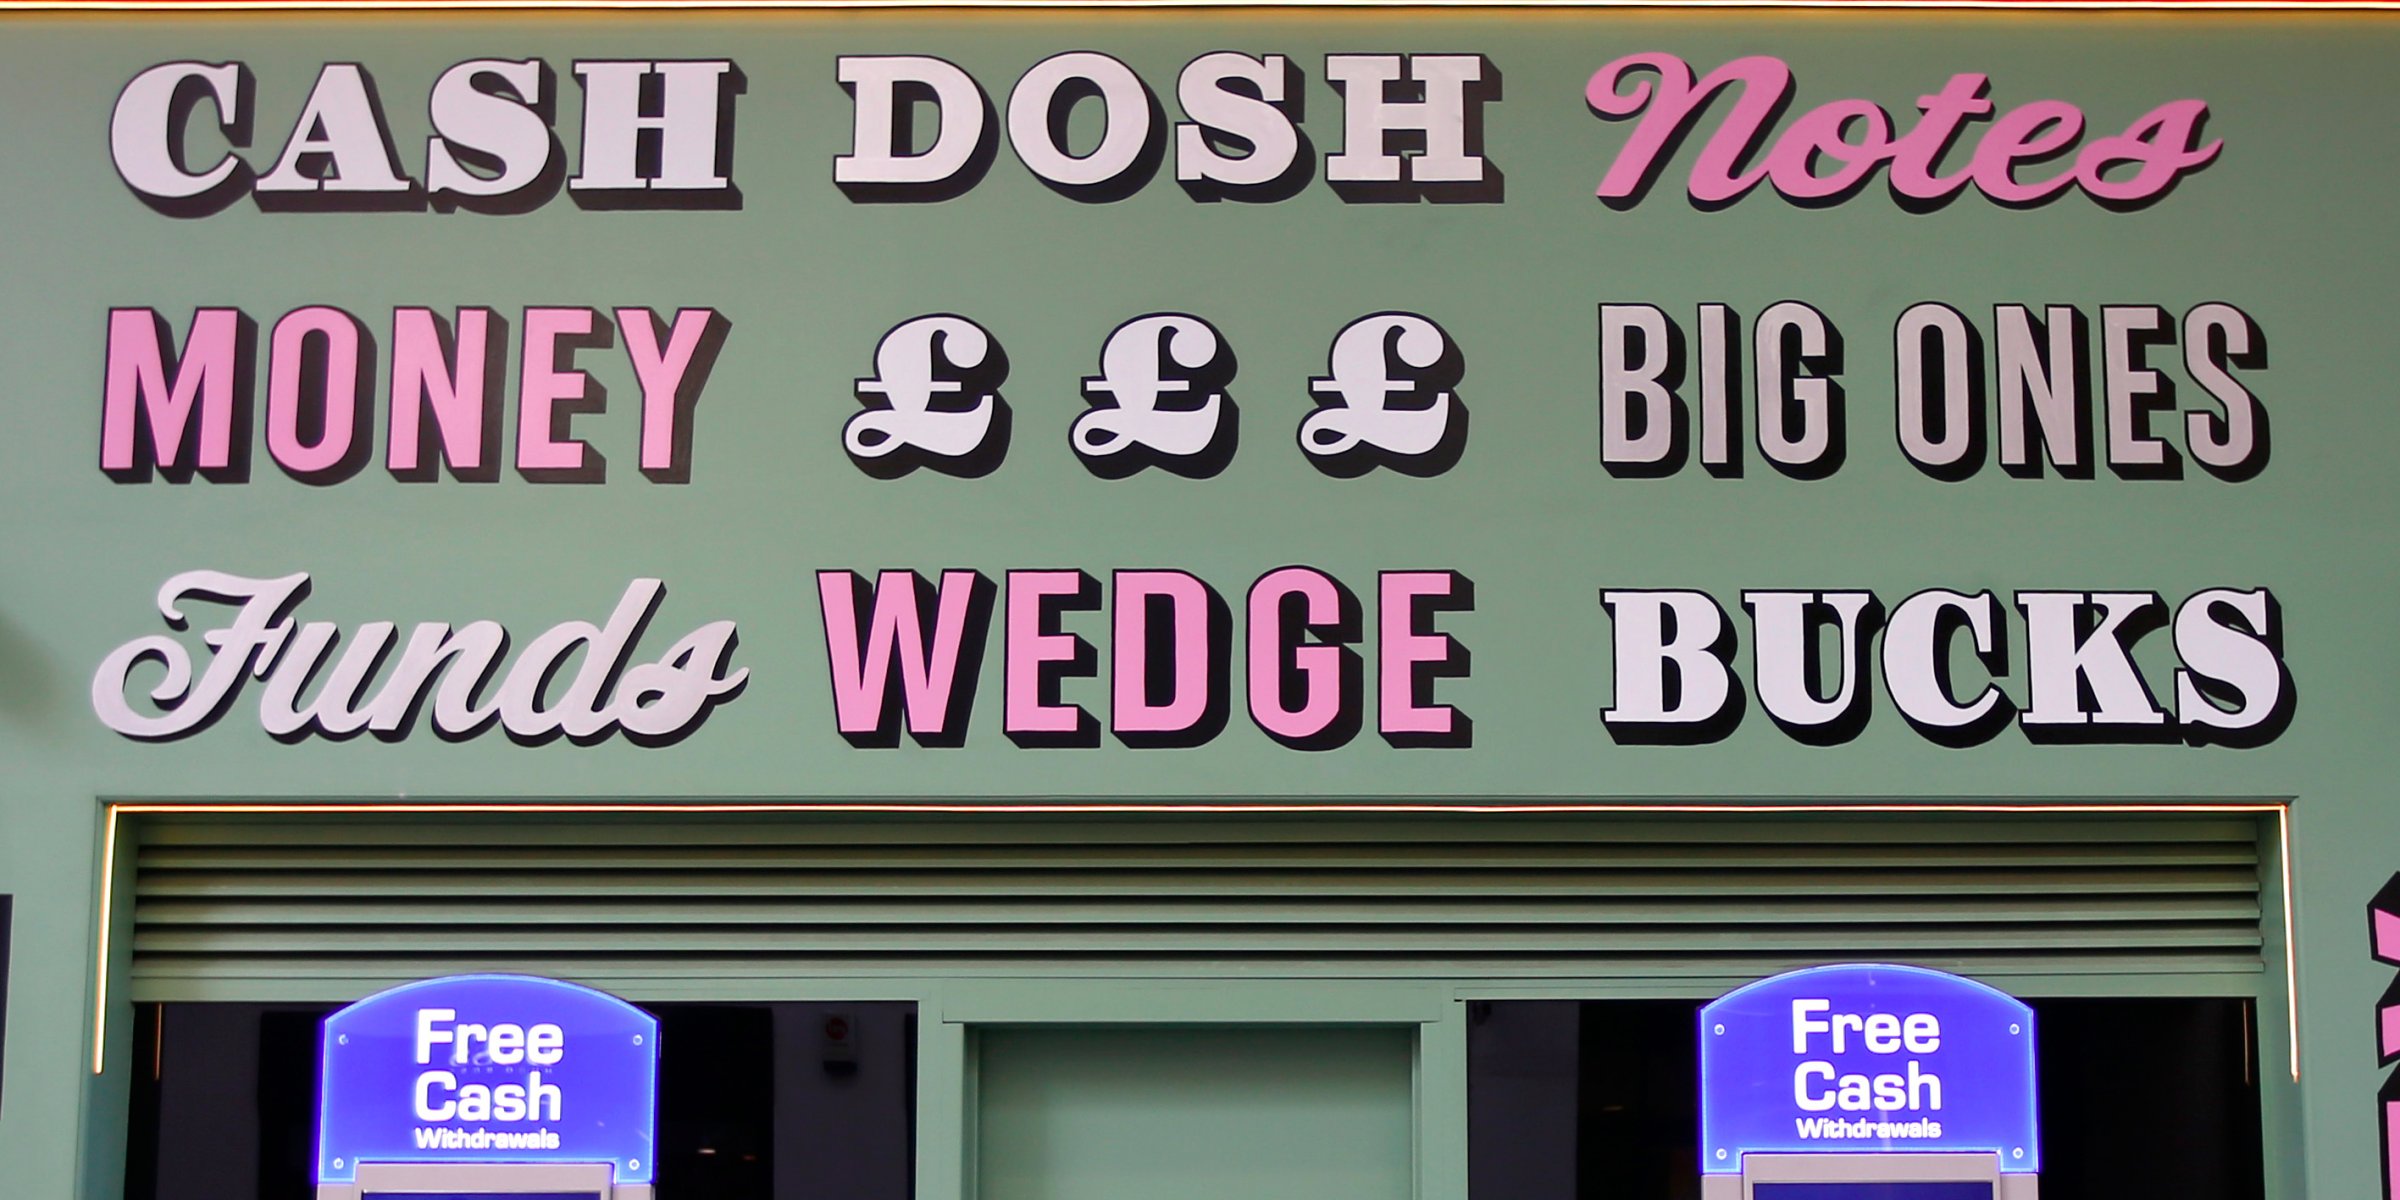 CASH DOSH Notes
MONEY £ £ £ BIG ONES
Funds WEDGE BUCKS
Free
Cash
Withdrawals
Free
Cash
Withdrawals